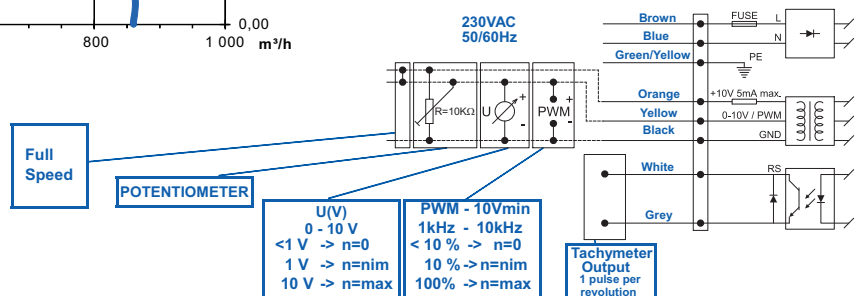 0,00
800
1 000
m³/h
230VAC
50/60Hz
Brown
FUSE
L
Blue
N
Green/Yellow
PE
Orange
+10V 5mA max.
Yellow
0-10V / PWM
Black
GND
R=10KΩ
U
+
-
PWM
+
-
White
RS
Grey
Full
Speed
POTENTIOMETER
U(V)
0 - 10 V
<1 V -> n=0
1 V -> n=nim
10 V -> n=max
PWM - 10Vmin
1kHz - 10kHz
< 10 % -> n=0
10 % -> n=nim
100% -> n=max
Tachymeter
Output
1 pulse per
revolution